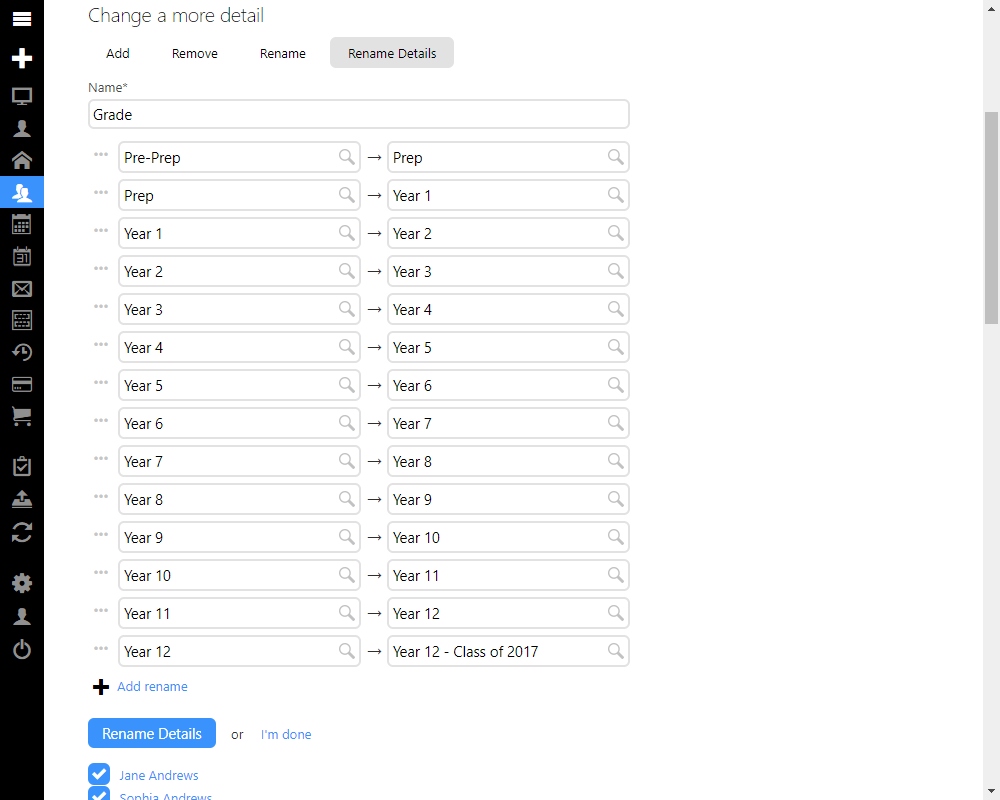 Change a more detail
Add Remove Rename Rename Details
Name*
Grade
Pre-Prep → Prep
Prep → Year 1
Year 1 → Year 2
Year 2 → Year 3
Year 3 → Year 4
Year 4 → Year 5
Year 5 → Year 6
Year 6 → Year 7
Year 7 → Year 8
Year 8 → Year 9
Year 9 → Year 10
Year 10 → Year 11
Year 11 → Year 12
Year 12 → Year 12 - Class of 2017
Add rename
Rename Details or I'm done
Jane Andrews
Sophia Andrews
31